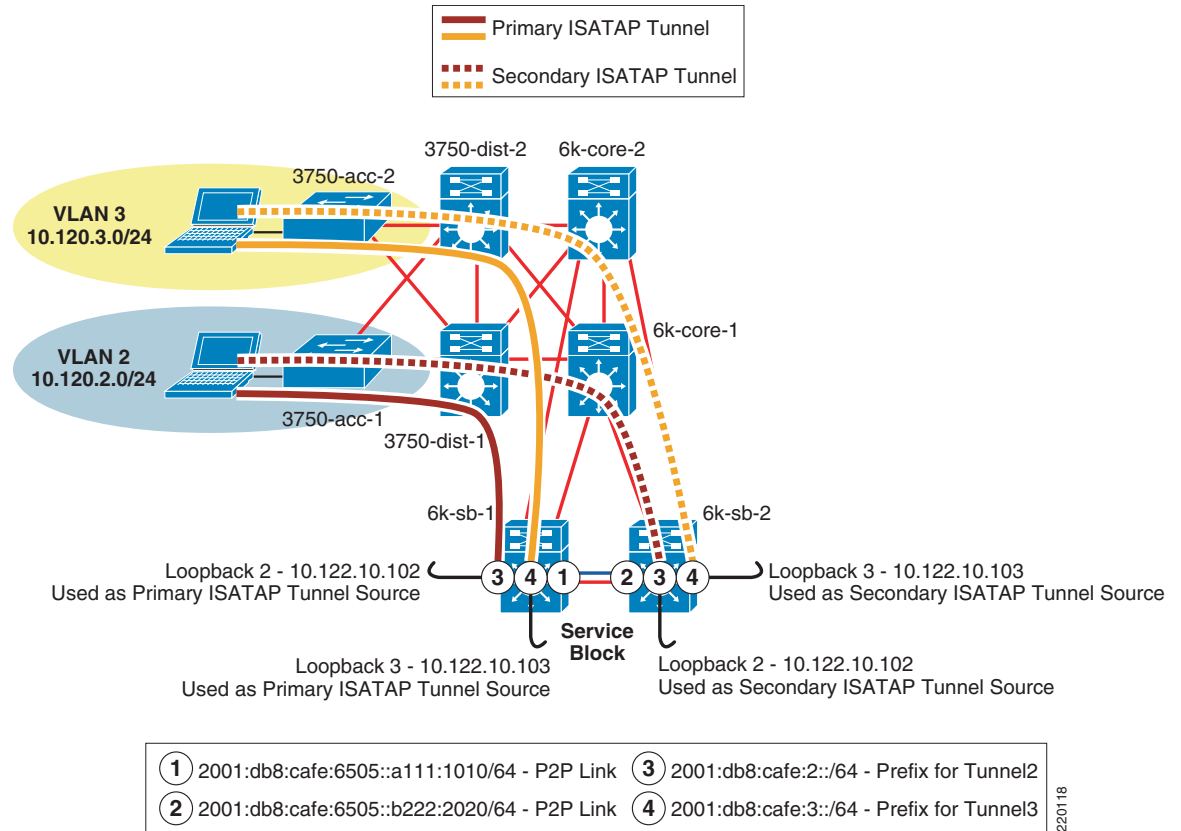 Primary ISATAP Tunnel
Secondary ISATAP Tunnel
3750-dist-2
6k-core-2
3750-acc-2
VLAN 3
10.120.3.0/24
6k-core-1
VLAN 2
10.120.2.0/24
3750-acc-1
3750-dist-1
6k-sb-1
6k-sb-2
Loopback 2 - 10.122.10.102
Used as Primary ISATAP Tunnel Source
3
4
1
2
3
4
Loopback 3 - 10.122.10.103
Used as Secondary ISATAP Tunnel Source
Service
Block
Loopback 3 - 10.122.10.103
Used as Primary ISATAP Tunnel Source
Loopback 2 - 10.122.10.102
Used as Secondary ISATAP Tunnel Source
1 2001:db8:cafe:6505::a111:1010/64 - P2P Link
3 2001:db8:cafe:2::/64 - Prefix for Tunnel2
2 2001:db8:cafe:6505::b222:2020/64 - P2P Link
4 2001:db8:cafe:3::/64 - Prefix for Tunnel3
220118